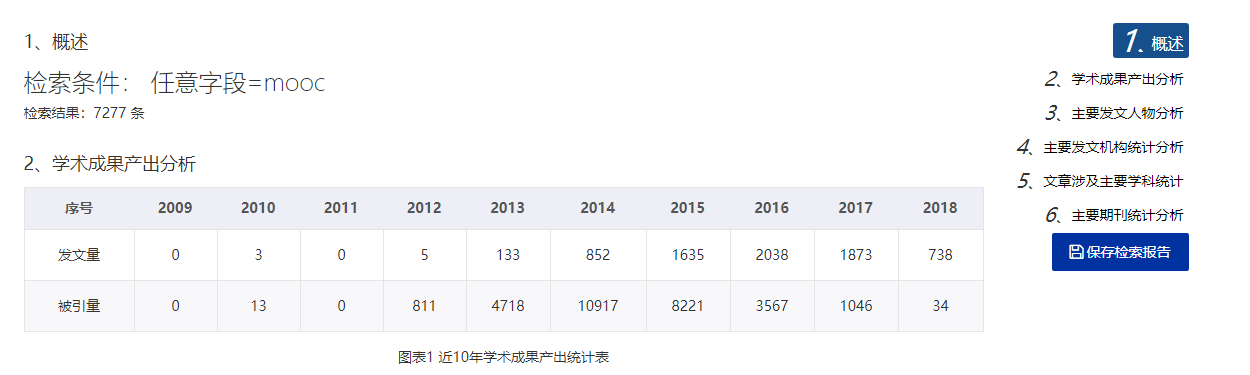 1、概述
检索条件： 任意字段=mooc
检索结果：7277 条
2、学术成果产出分析
序号 2009 2010 2011 2012 2013 2014 2015 2016 2017 2018
发文量 0 3 0 5 133 852 1635 2038 1873 738
被引量 0 13 0 811 4718 10917 8221 3567 1046 34
图表1 近10年学术成果产出统计表
1、概述
2、学术成果产出分析
3、主要发文人物分析
4、主要发文机构统计分析
5、文章涉及主要学科统计
6、主要期刊统计分析
保存检索报告